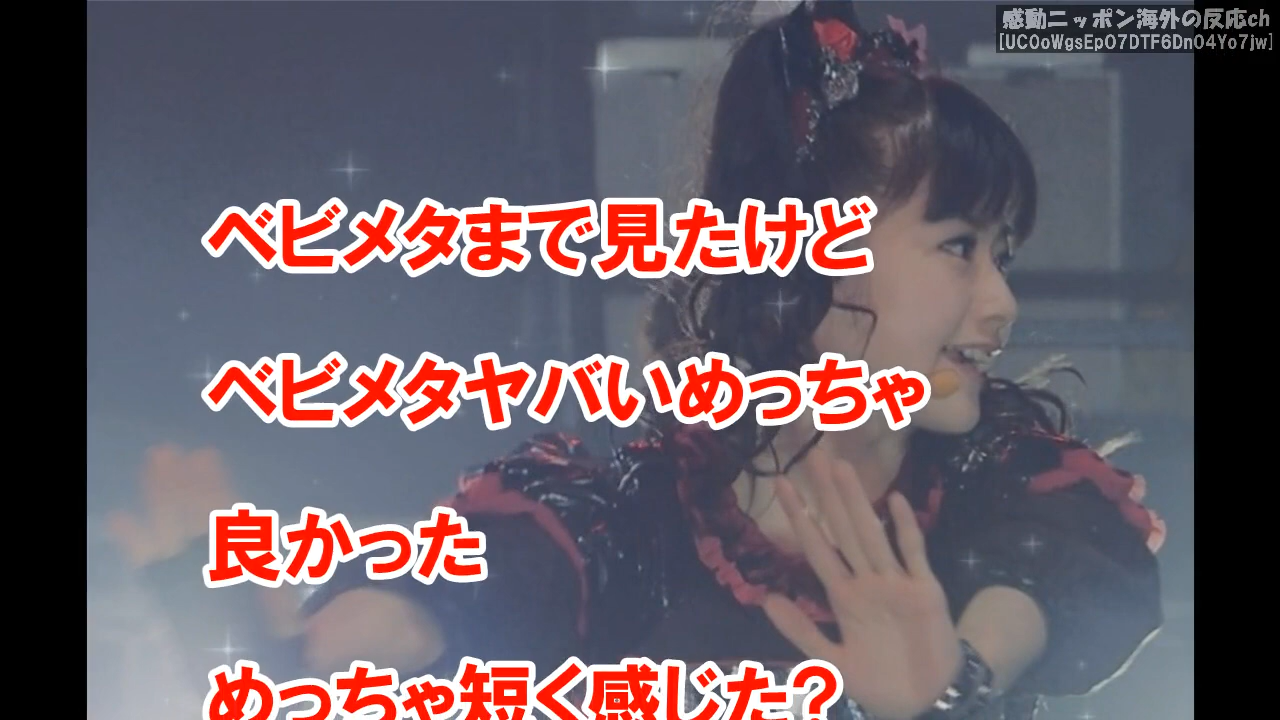 感動ニッポン海外の反応ch
[UCOoWgsEpO7DTF6DnO4Yo7jw]
ベビメタまで見たけど
ベビメタヤバいめっちゃ
良かった
めっちゃ短く感じた?